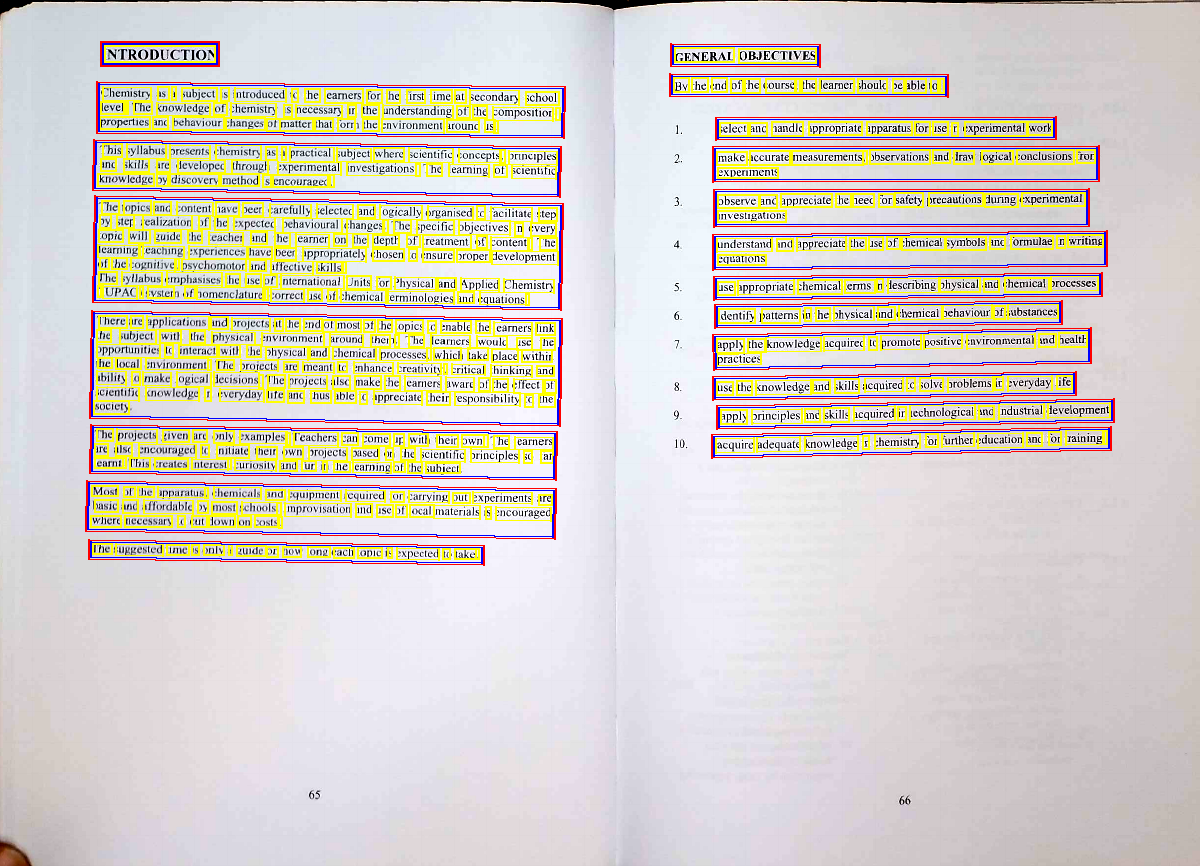 INTRODUCTION
Chemistry as a subject is introduced to the learners for the first time at secondary school
level. The knowledge of chemistry is necessary in the understanding of the composition
properties and behaviour changes of matter that form the environment around us.
This syllabus presents chemistry as a practical subject where scientific concepts, principles
and skills are developed through experimental investigations. The learning of scientific
knowledge by discovery method is encouraged.
The topics and content have been carefully selected and logically organised to facilitate step
by step realization of the expected behavioural changes. The specific objectives in every
topic will guide the teacher and the learner on the depth of treatment of content. The
learning teaching experiences have been appropriately chosen to ensure proper development
of the cognitive, psychomotor and affective skills.
The syllabus emphasises the use of International Units for Physical and Applied Chemistry
IUPAC system of nomenclature, correct use of chemical terminologies and equations.
There are applications and projects at the end of most of the topics to enable the learners link
the subject with the physical environment around them. The learners would use the
opportunities to interact with the physical and chemical processes, which take place within
the local environment. The projects are meant to enhance creativity, critical thinking and
ability to make logical decisions. The projects also make the learners aware of the effect of
scientific knowledge in everyday life and thus able to appreciate their responsibility to the
society.
The projects given are only examples. Teachers can come up with their own. The learners
are also encouraged to initiate their own projects based on the scientific principles so far
learnt. This creates interest, curiosity and fun in the learning of the subject.
Most of the apparatus, chemicals and equipment required for carrying out experiments are
basic and affordable by most schools. Improvisation and use of local materials is encouraged
where necessary to cut down on costs.
The suggested time is only a guide on how long each topic is expected to take.
65
GENERAL OBJECTIVES
By the end of the course, the learner should be able to
1. select and handle appropriate apparatus for use in experimental work
2. make accurate measurements, observations and draw logical conclusions from
experiments
3. observe and appreciate the need for safety precautions during experimental
investigations
4. understand and appreciate the use of chemical symbols and formulae in writing
equations
5. use appropriate chemical terms in describing physical and chemical processes
6. identify patterns in the physical and chemical behaviour of substances
7. apply the knowledge acquired to promote positive environmental and health
practices
8. use the knowledge and skills acquired to solve problems in everyday life
9. apply principles and skills acquired in technological and industrial development
10. acquire adequate knowledge in chemistry for further education and for training
66